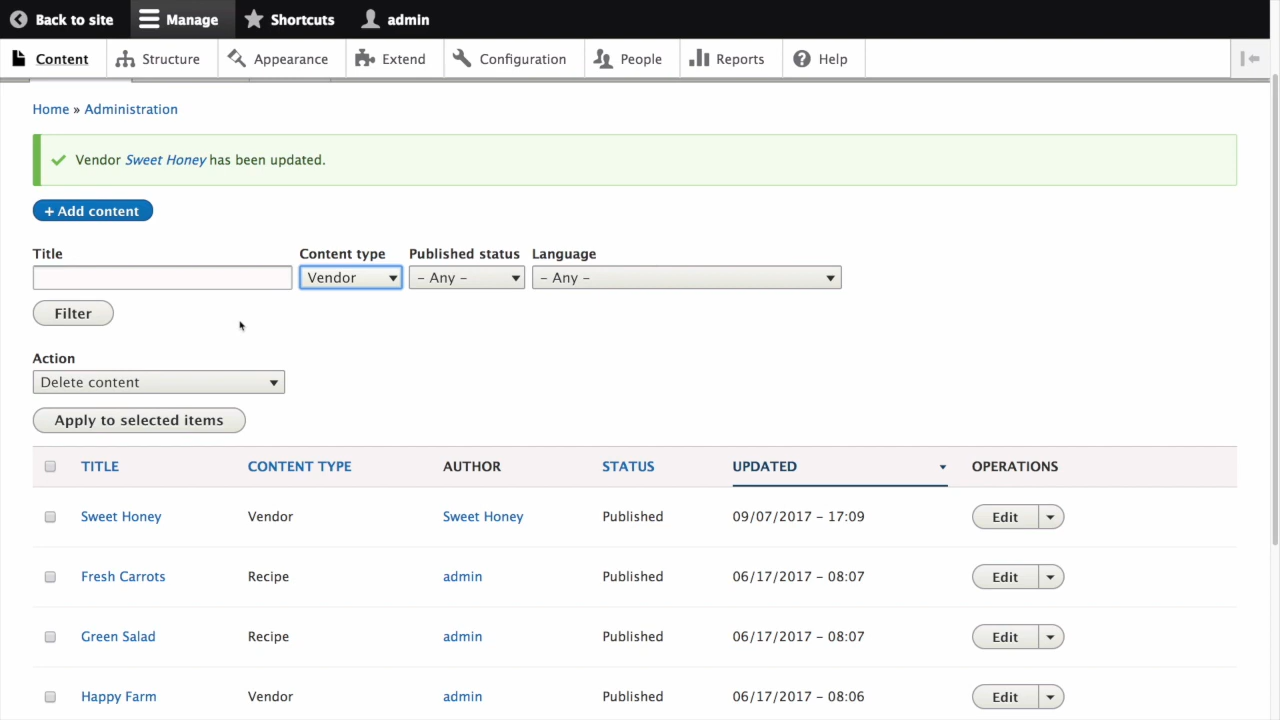 Back to site Manage Shortcuts admin
Content Structure Appearance Extend Configuration People Reports Help
Home » Administration
Vendor Sweet Honey has been updated.
+ Add content
Title Content type Published status Language
Vendor - Any - - Any -
Filter
Action
Delete content
Apply to selected items
TITLE CONTENT TYPE AUTHOR STATUS UPDATED OPERATIONS
Sweet Honey Vendor Sweet Honey Published 09/07/2017 - 17:09 Edit
Fresh Carrots Recipe admin Published 06/17/2017 - 08:07 Edit
Green Salad Recipe admin Published 06/17/2017 - 08:07 Edit
Happy Farm Vendor admin Published 06/17/2017 - 08:06 Edit